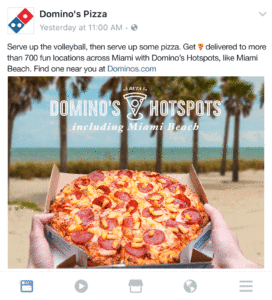 Domino's Pizza
Yesterday at 11:00 AM ·
Serve up the volleyball, then serve up some pizza. Get 🍕 delivered to more
than 700 fun locations across Miami with Domino's Hotspots, like Miami
Beach. Find one near you at Dominos.com
BETA
DOMINO'S HOTSPOTS
including Miami Beach